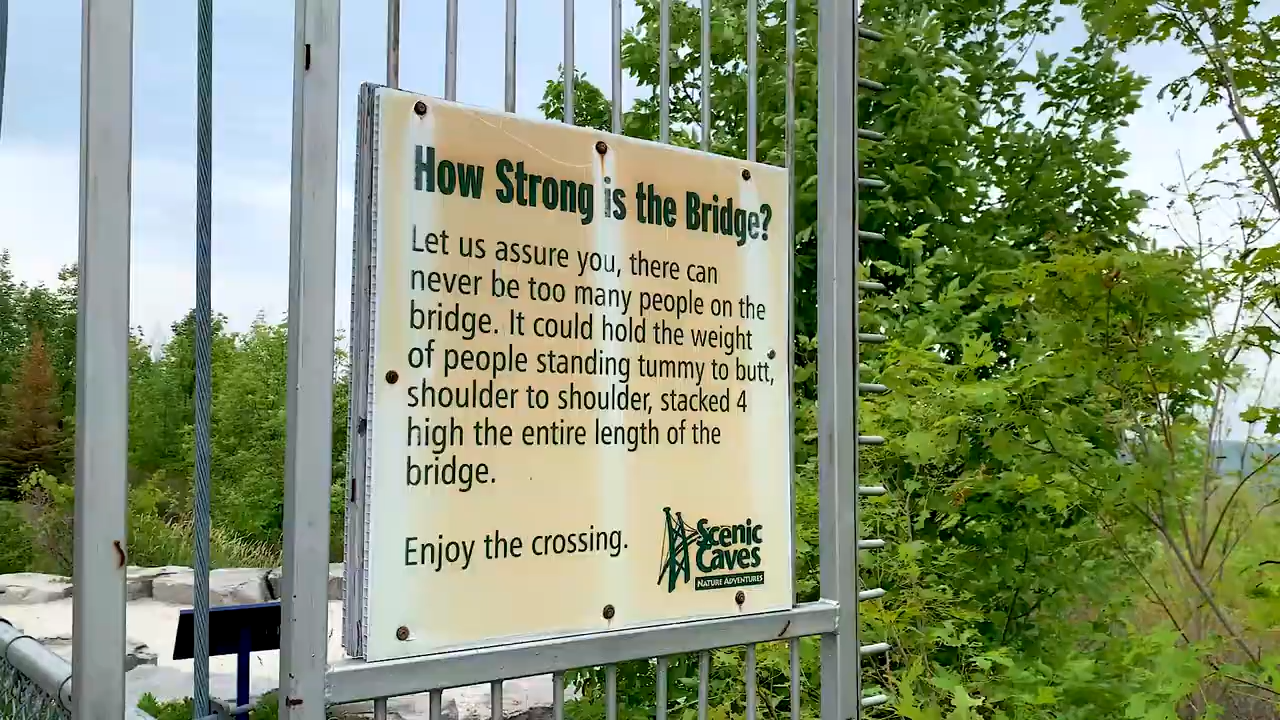 How Strong is the Bridge?
Let us assure you, there can
never be too many people on the
bridge. It could hold the weight
of people standing tummy to butt,
shoulder to shoulder, stacked 4
high the entire length of the
bridge.
Enjoy the crossing.
Scenic
Caves
NATURE ADVENTURES